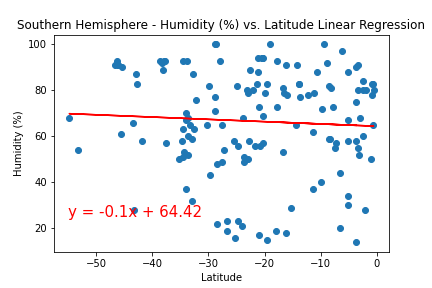 Southern Hemisphere - Humidity (%) vs. Latitude Linear Regression
100
80
60
40
20
Humidity (%)
y = -0.1x + 64.42
−50 −40 −30 −20 −10 0
Latitude